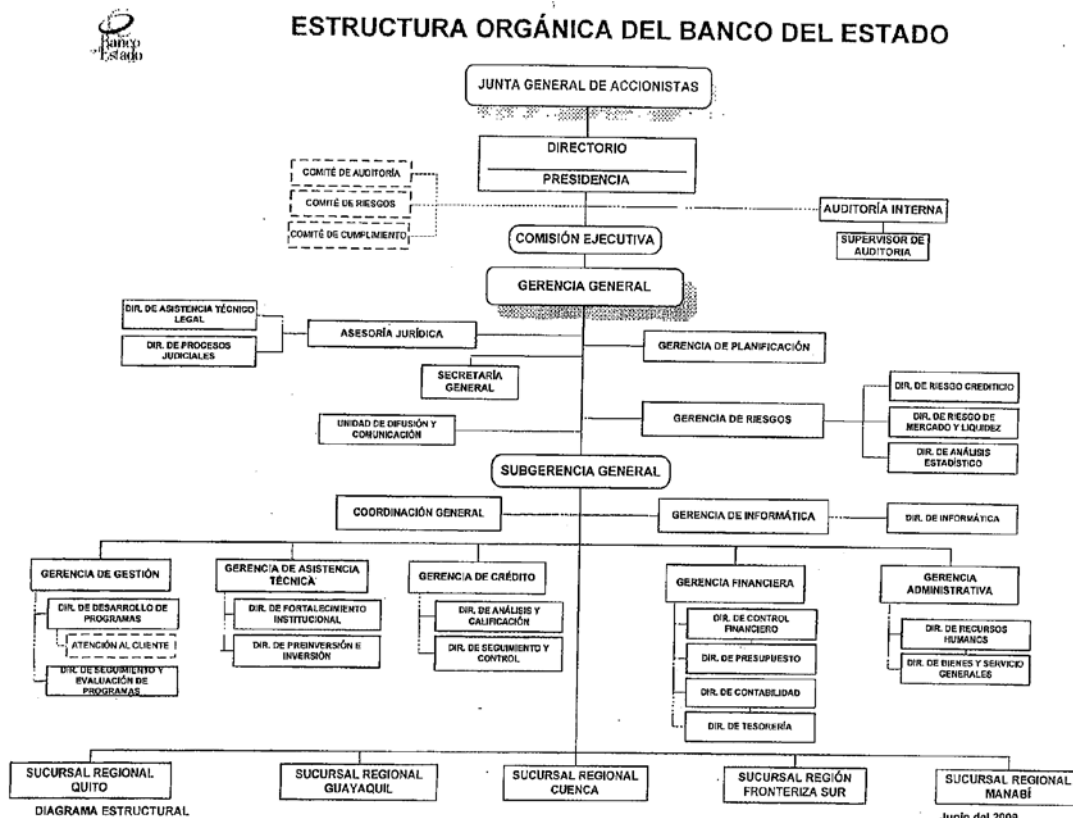 Banco
del Estado
ESTRUCTURA ORGÁNICA DEL BANCO DEL ESTADO
JUNTA GENERAL DE ACCIONISTAS
DIRECTORIO
PRESIDENCIA
COMITÉ DE AUDITORÍA
COMITÉ DE RIESGOS
COMITÉ DE CUMPLIMIENTO
AUDITORÍA INTERNA
SUPERVISOR DE
AUDITORIA
COMISIÓN EJECUTIVA
GERENCIA GENERAL
DIR. DE ASISTENCIA TÉCNICO
LEGAL
DIR. DE PROCESOS
JUDICIALES
ASESORÍA JURÍDICA
GERENCIA DE PLANIFICACIÓN
SECRETARÍA
GENERAL
UNIDAD DE DIFUSIÓN Y
COMUNICACIÓN
GERENCIA DE RIESGOS
DIR. DE RIESGO CREDITICIO
DIR. DE RIESGO DE
MERCADO Y LIQUIDEZ
DIR. DE ANÁLISIS
ESTADÍSTICO
SUBGERENCIA GENERAL
COORDINACIÓN GENERAL
GERENCIA DE INFORMÁTICA
DIR. DE INFORMÁTICA
GERENCIA DE GESTIÓN
DIR. DE DESARROLLO DE
PROGRAMAS
ATENCIÓN AL CLIENTE
DIR. DE SEGUIMIENTO Y
EVALUACIÓN DE
PROGRAMAS
GERENCIA DE ASISTENCIA
TÉCNICA
DIR. DE FORTALECIMIENTO
INSTITUCIONAL
DIR. DE PREINVERSIÓN E
INVERSIÓN
GERENCIA DE CRÉDITO
DIR. DE ANÁLISIS Y
CALIFICACIÓN
DIR. DE SEGUIMIENTO Y
CONTROL
GERENCIA FINANCIERA
DIR. DE CONTROL
FINANCIERO
DIR. DE PRESUPUESTO
DIR. DE CONTABILIDAD
DIR. DE TESORERÍA
GERENCIA
ADMINISTRATIVA
DIR. DE RECURSOS
HUMANOS
DIR. DE BIENES Y SERVICIO
GENERALES
SUCURSAL REGIONAL
QUITO
SUCURSAL REGIONAL
GUAYAQUIL
SUCURSAL REGIONAL
CUENCA
SUCURSAL REGIÓN
FRONTERIZA SUR
SUCURSAL REGIONAL
MANABÍ
DIAGRAMA ESTRUCTURAL
Junio del 2009